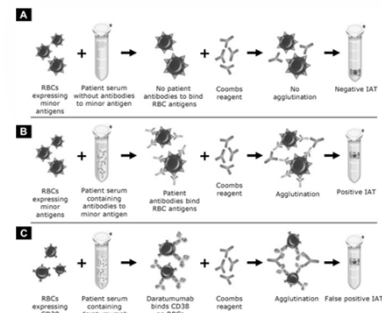 A
RBCs
expressing
minor
antigens
Patient serum
without antibodies
to minor antigen
No patient
antibodies to bind
RBC antigens
Coombs
reagent
No
agglutination
Negative IAT
B
RBCs
expressing
minor
antigens
Patient serum
containing
antibodies to
minor antigen
Patient
antibodies bind
RBC antigens
Coombs
reagent
Agglutination
Positive IAT
C
RBCs
expressing
Patient serum
containing
Daratumumab
binds CD38
Coombs
reagent
Agglutination
False positive IAT